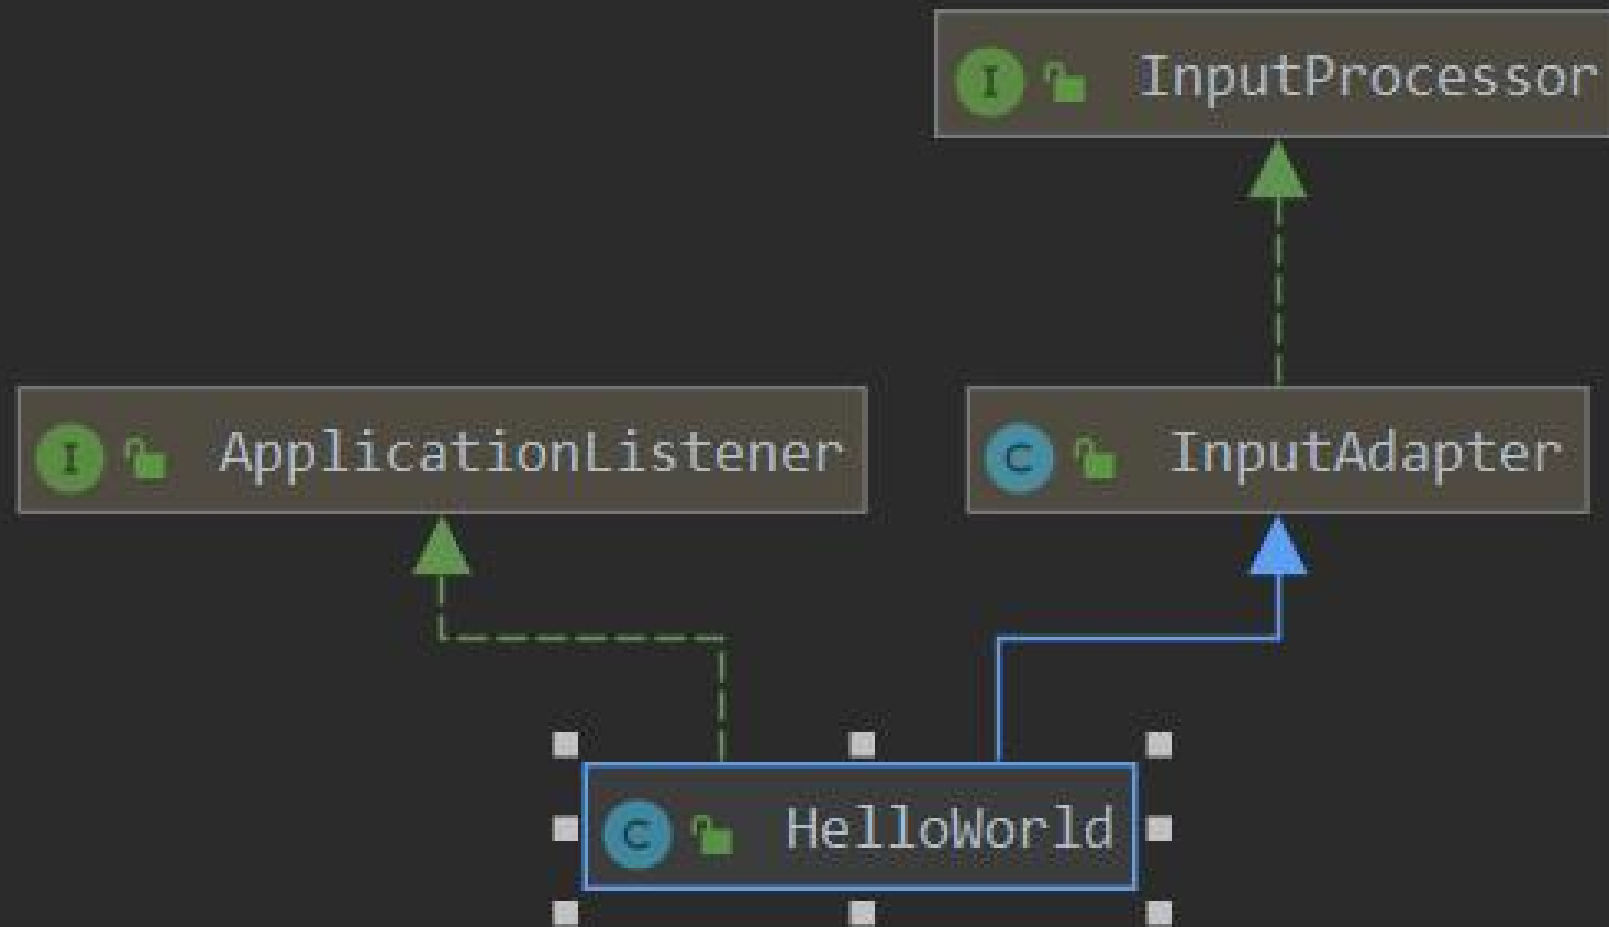 I InputProcessor
I ApplicationListener
C InputAdapter
C HelloWorld